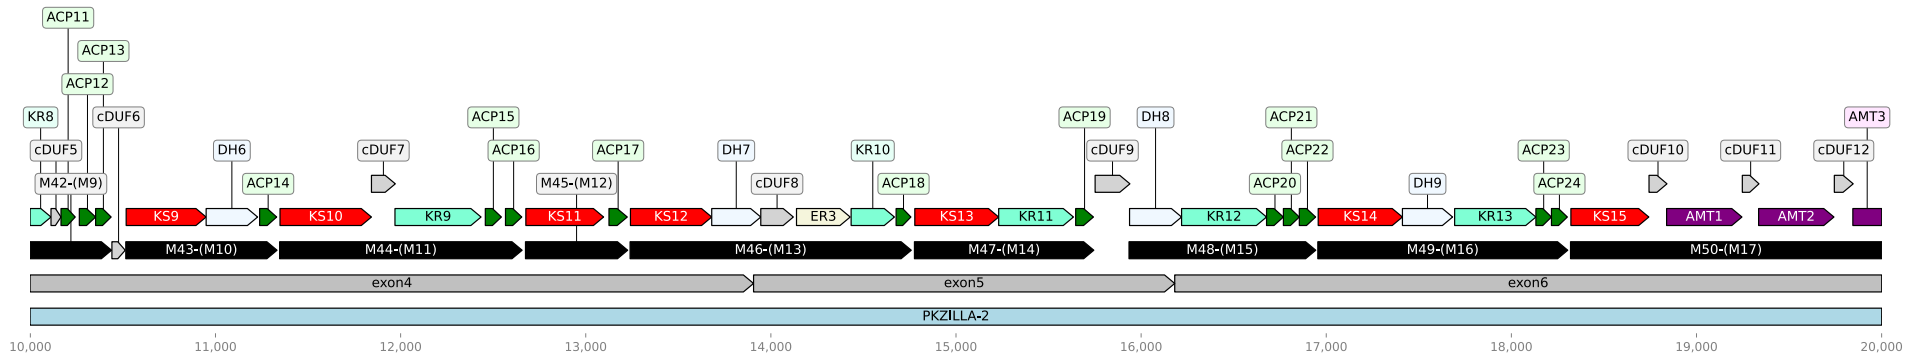 ACP11
ACP13
ACP12
KR8
cDUF6
ACP15
ACP19
DH8
ACP21
AMT3
cDUF5
DH6
cDUF7
ACP16
ACP17
DH7
KR10
cDUF9
ACP22
ACP23
cDUF10
cDUF11
cDUF12
M42-(M9)
ACP14
M45-(M12)
cDUF8
ACP18
ACP20
DH9
ACP24
KS9
KS10
KR9
KS11
KS12
ER3
KS13
KR11
KR12
KS14
KR13
KS15
AMT1
AMT2
M43-(M10)
M44-(M11)
M46-(M13)
M47-(M14)
M48-(M15)
M49-(M16)
M50-(M17)
exon4
exon5
exon6
PKZILLA-2
10,000
11,000
12,000
13,000
14,000
15,000
16,000
17,000
18,000
19,000
20,000